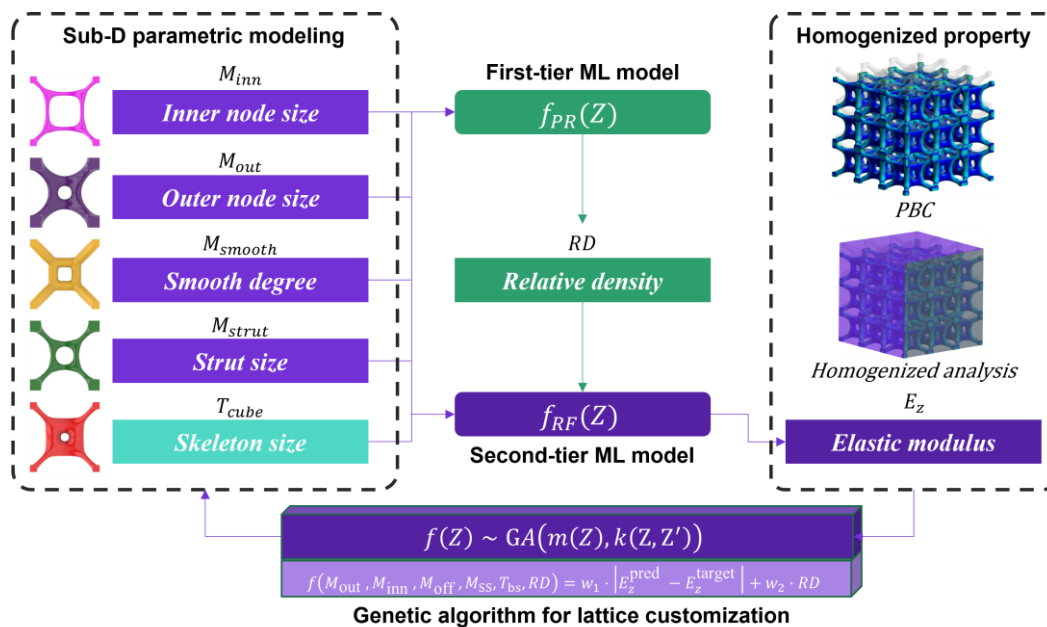 Sub-D parametric modeling
M_inn
Inner node size
M_out
Outer node size
M_smooth
Smooth degree
M_strut
Strut size
T_cube
Skeleton size
First-tier ML model
f_PR(Z)
RD
Relative density
f_RF(Z)
Second-tier ML model
Homogenized property
PBC
Homogenized analysis
E_z
Elastic modulus
f(Z) ~ GA(m(Z), k(Z, Z′))
f(M_out, M_inn, M_off, M_SS, T_bs, RD) = w_1 · |E_z^pred − E_z^target| + w_2 · RD
Genetic algorithm for lattice customization